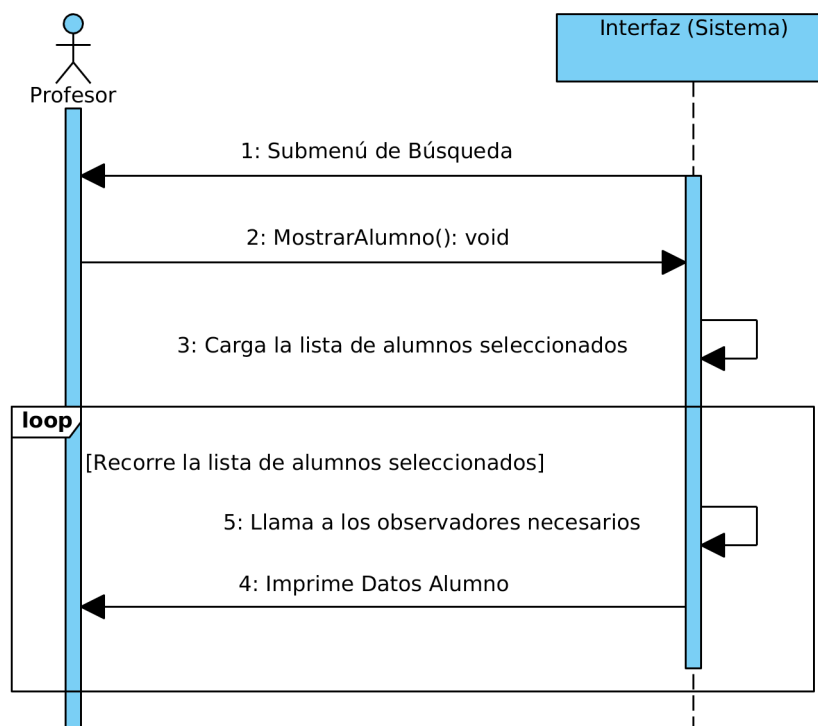 Interfaz (Sistema)
Profesor
1: Submenú de Búsqueda
2: MostrarAlumno(): void
3: Carga la lista de alumnos seleccionados
loop
[Recorre la lista de alumnos seleccionados]
5: Llama a los observadores necesarios
4: Imprime Datos Alumno